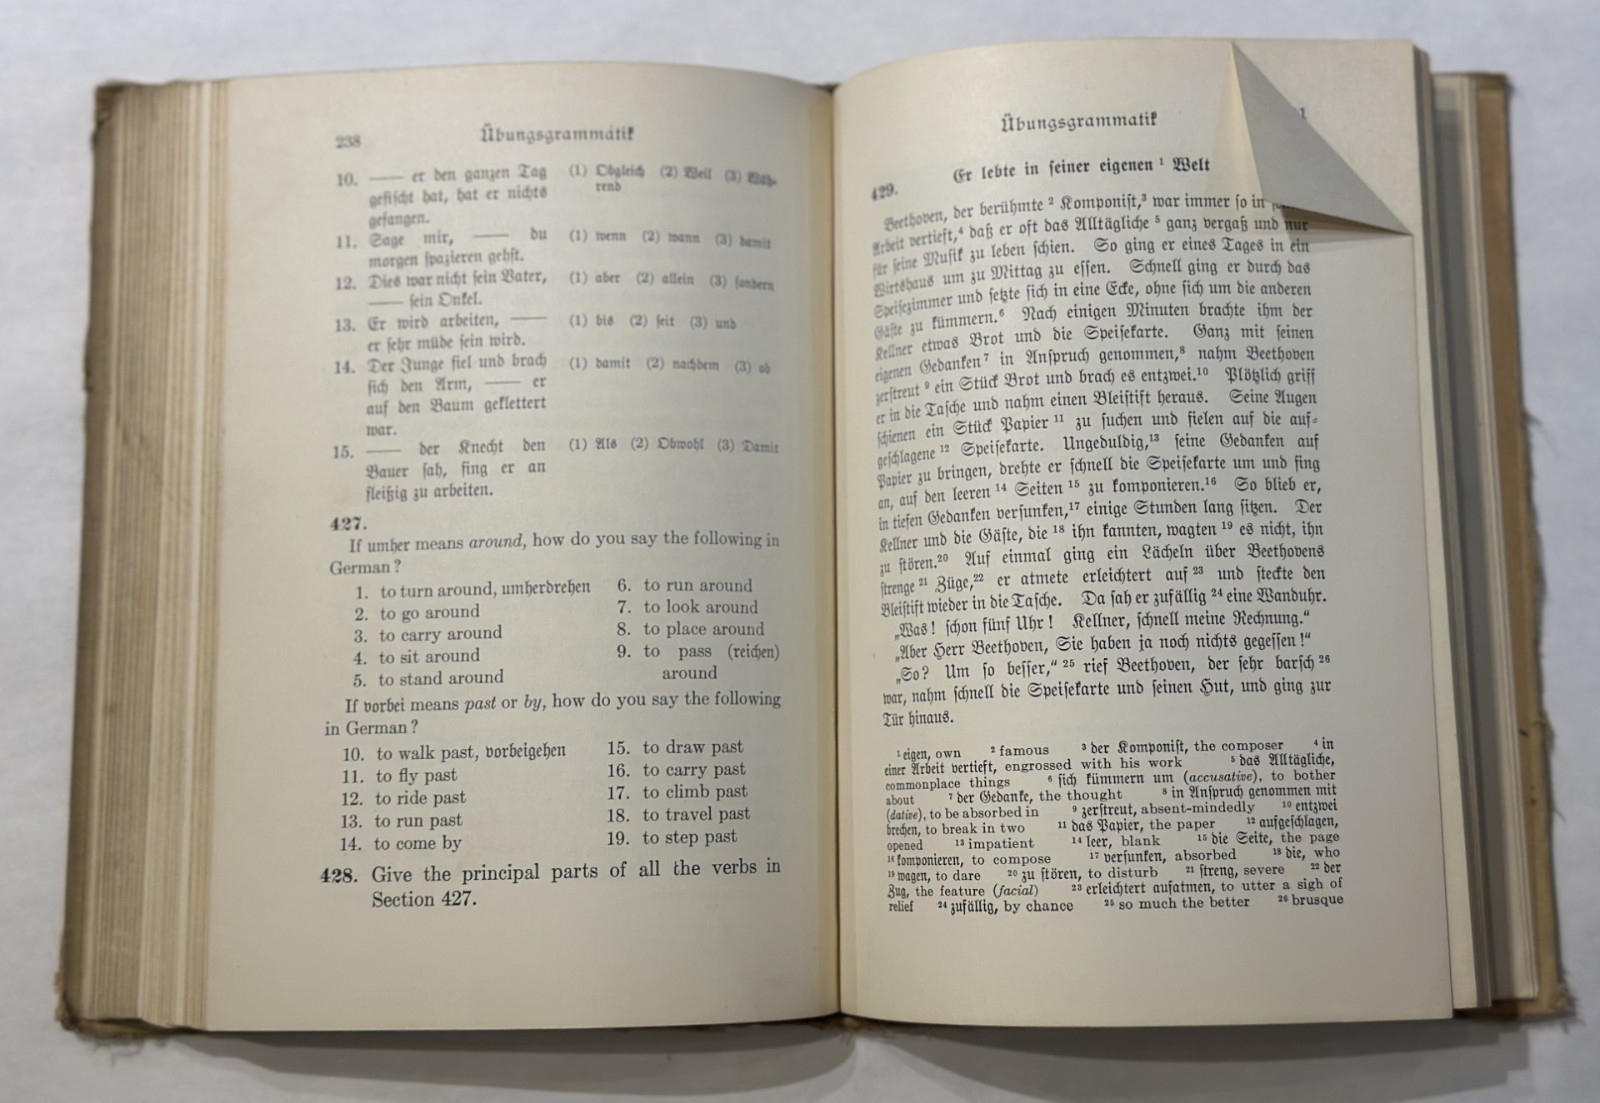 238
Übungsgrammatik
10. —— er den ganzen Tag (1) Obgleich (2) Weil (3) Wäh-
gefischt hat, hat er nichts rend
gefangen.
11. Sage mir, —— du (1) wenn (2) wann (3) damit
morgen spazieren gehst.
12. Dies war nicht sein Vater, (1) aber (2) allein (3) sondern
—— sein Onkel.
13. Er wird arbeiten, —— (1) bis (2) seit (3) und
er sehr müde sein wird.
14. Der Junge fiel und brach (1) damit (2) nachdem (3) ob
sich den Arm, —— er
auf den Baum geklettert
war.
15. —— der Knecht den (1) Als (2) Obwohl (3) Damit
Bauer sah, fing er an
fleißig zu arbeiten.
427.
If umher means around, how do you say the following in
German?
1. to turn around, umherdrehen
2. to go around
3. to carry around
4. to sit around
5. to stand around
6. to run around
7. to look around
8. to place around
9. to pass (reichen)
around
If vorbei means past or by, how do you say the following
in German?
10. to walk past, vorbeigehen
11. to fly past
12. to ride past
13. to run past
14. to come by
15. to draw past
16. to carry past
17. to climb past
18. to travel past
19. to step past
428. Give the principal parts of all the verbs in
Section 427.
Übungsgrammatik
429. Er lebte in seiner eigenen ¹ Welt
Beethoven, der berühmte ² Komponist,³ war immer so in
Arbeit vertieft,⁴ daß er oft das Alltägliche ⁵ ganz vergaß und nur
für seine Musik zu leben schien. So ging er eines Tages in ein
Wirtshaus um zu Mittag zu essen. Schnell ging er durch das
Speisezimmer und setzte sich in eine Ecke, ohne sich um die anderen
Gäste zu kümmern.⁶ Nach einigen Minuten brachte ihm der
Kellner etwas Brot und die Speisekarte. Ganz mit seinen
eigenen Gedanken ⁷ in Anspruch genommen,⁸ nahm Beethoven
zerstreut ⁹ ein Stück Brot und brach es entzwei.¹⁰ Plötzlich griff
er in die Tasche und nahm einen Bleistift heraus. Seine Augen
schienen ein Stück Papier ¹¹ zu suchen und fielen auf die auf-
geschlagene ¹² Speisekarte. Ungeduldig,¹³ seine Gedanken auf
Papier zu bringen, drehte er schnell die Speisekarte um und fing
an, auf den leeren ¹⁴ Seiten ¹⁵ zu komponieren.¹⁶ So blieb er,
in tiefen Gedanken versunken,¹⁷ einige Stunden lang sitzen. Der
Kellner und die Gäste, die ¹⁸ ihn kannten, wagten ¹⁹ es nicht, ihn
zu stören.²⁰ Auf einmal ging ein Lächeln über Beethovens
strenge ²¹ Züge,²² er atmete erleichtert auf ²³ und steckte den
Bleistift wieder in die Tasche. Da sah er zufällig ²⁴ eine Wanduhr.
„Was! schon fünf Uhr! Kellner, schnell meine Rechnung.“
„Aber Herr Beethoven, Sie haben ja noch nichts gegessen!“
„So? Um so besser,“ ²⁵ rief Beethoven, der sehr barsch ²⁶
war, nahm schnell die Speisekarte und seinen Hut, und ging zur
Tür hinaus.
¹ eigen, own ² famous ³ der Komponist, the composer ⁴ in
einer Arbeit vertieft, engrossed with his work ⁵ das Alltägliche,
commonplace things ⁶ sich kümmern um (accusative), to bother
about ⁷ der Gedanke, the thought ⁸ in Anspruch genommen mit
(dative), to be absorbed in ⁹ zerstreut, absent-mindedly ¹⁰ entzwei
brechen, to break in two ¹¹ das Papier, the paper ¹² aufgeschlagen,
opened ¹³ impatient ¹⁴ leer, blank ¹⁵ die Seite, the page
¹⁶ komponieren, to compose ¹⁷ versunken, absorbed ¹⁸ die, who
¹⁹ wagen, to dare ²⁰ zu stören, to disturb ²¹ streng, severe ²² der
Zug, the feature (facial) ²³ erleichtert aufatmen, to utter a sigh of
relief ²⁴ zufällig, by chance ²⁵ so much the better ²⁶ brusque